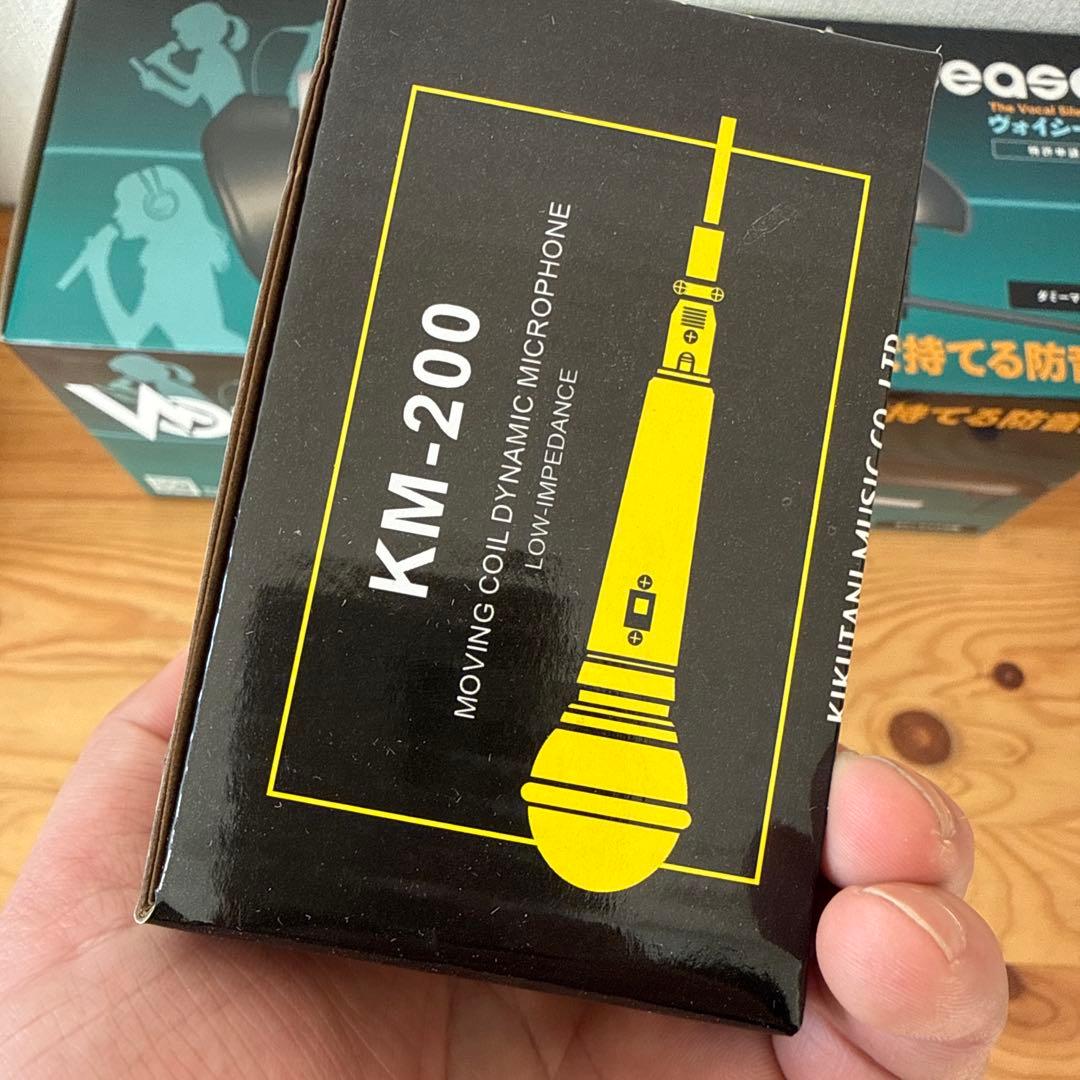 KM-200
MOVING COIL DYNAMIC MICROPHONE
LOW-IMPEDANCE
KIKUTANI MUSIC CO.,LTD.
ease
The Vocal
ヴォイシー
に持てる防音
持てる防音